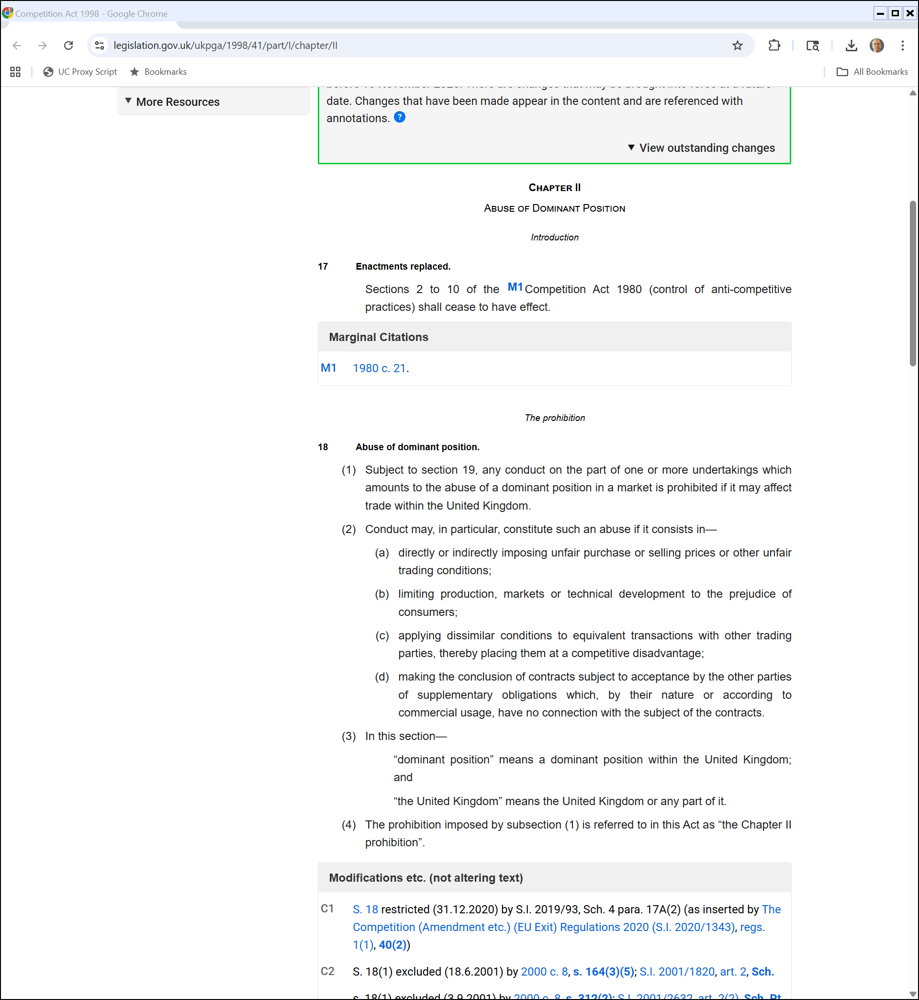 Competition Act 1998 - Google Chrome
legislation.gov.uk/ukpga/1998/41/part/I/chapter/II
UC Proxy Script Bookmarks All Bookmarks
More Resources
date. Changes that have been made appear in the content and are referenced with
annotations. ?
View outstanding changes
CHAPTER II
ABUSE OF DOMINANT POSITION
Introduction
17 Enactments replaced.
Sections 2 to 10 of the M1Competition Act 1980 (control of anti-competitive
practices) shall cease to have effect.
Marginal Citations
M1 1980 c. 21.
The prohibition
18 Abuse of dominant position.
(1) Subject to section 19, any conduct on the part of one or more undertakings which
amounts to the abuse of a dominant position in a market is prohibited if it may affect
trade within the United Kingdom.
(2) Conduct may, in particular, constitute such an abuse if it consists in—
(a) directly or indirectly imposing unfair purchase or selling prices or other unfair
trading conditions;
(b) limiting production, markets or technical development to the prejudice of
consumers;
(c) applying dissimilar conditions to equivalent transactions with other trading
parties, thereby placing them at a competitive disadvantage;
(d) making the conclusion of contracts subject to acceptance by the other parties
of supplementary obligations which, by their nature or according to
commercial usage, have no connection with the subject of the contracts.
(3) In this section—
“dominant position” means a dominant position within the United Kingdom;
and
“the United Kingdom” means the United Kingdom or any part of it.
(4) The prohibition imposed by subsection (1) is referred to in this Act as “the Chapter II
prohibition”.
Modifications etc. (not altering text)
C1 S. 18 restricted (31.12.2020) by S.I. 2019/93, Sch. 4 para. 17A(2) (as inserted by The
Competition (Amendment etc.) (EU Exit) Regulations 2020 (S.I. 2020/1343), regs.
1(1), 40(2))
C2 S. 18(1) excluded (18.6.2001) by 2000 c. 8, s. 164(3)(5); S.I. 2001/1820, art. 2, Sch.
s. 18(1) excluded (3.9.2001) by 2000 c. 8, s. 312(2); S.I. 2001/2632, art. 2(2), Sch. Pt.